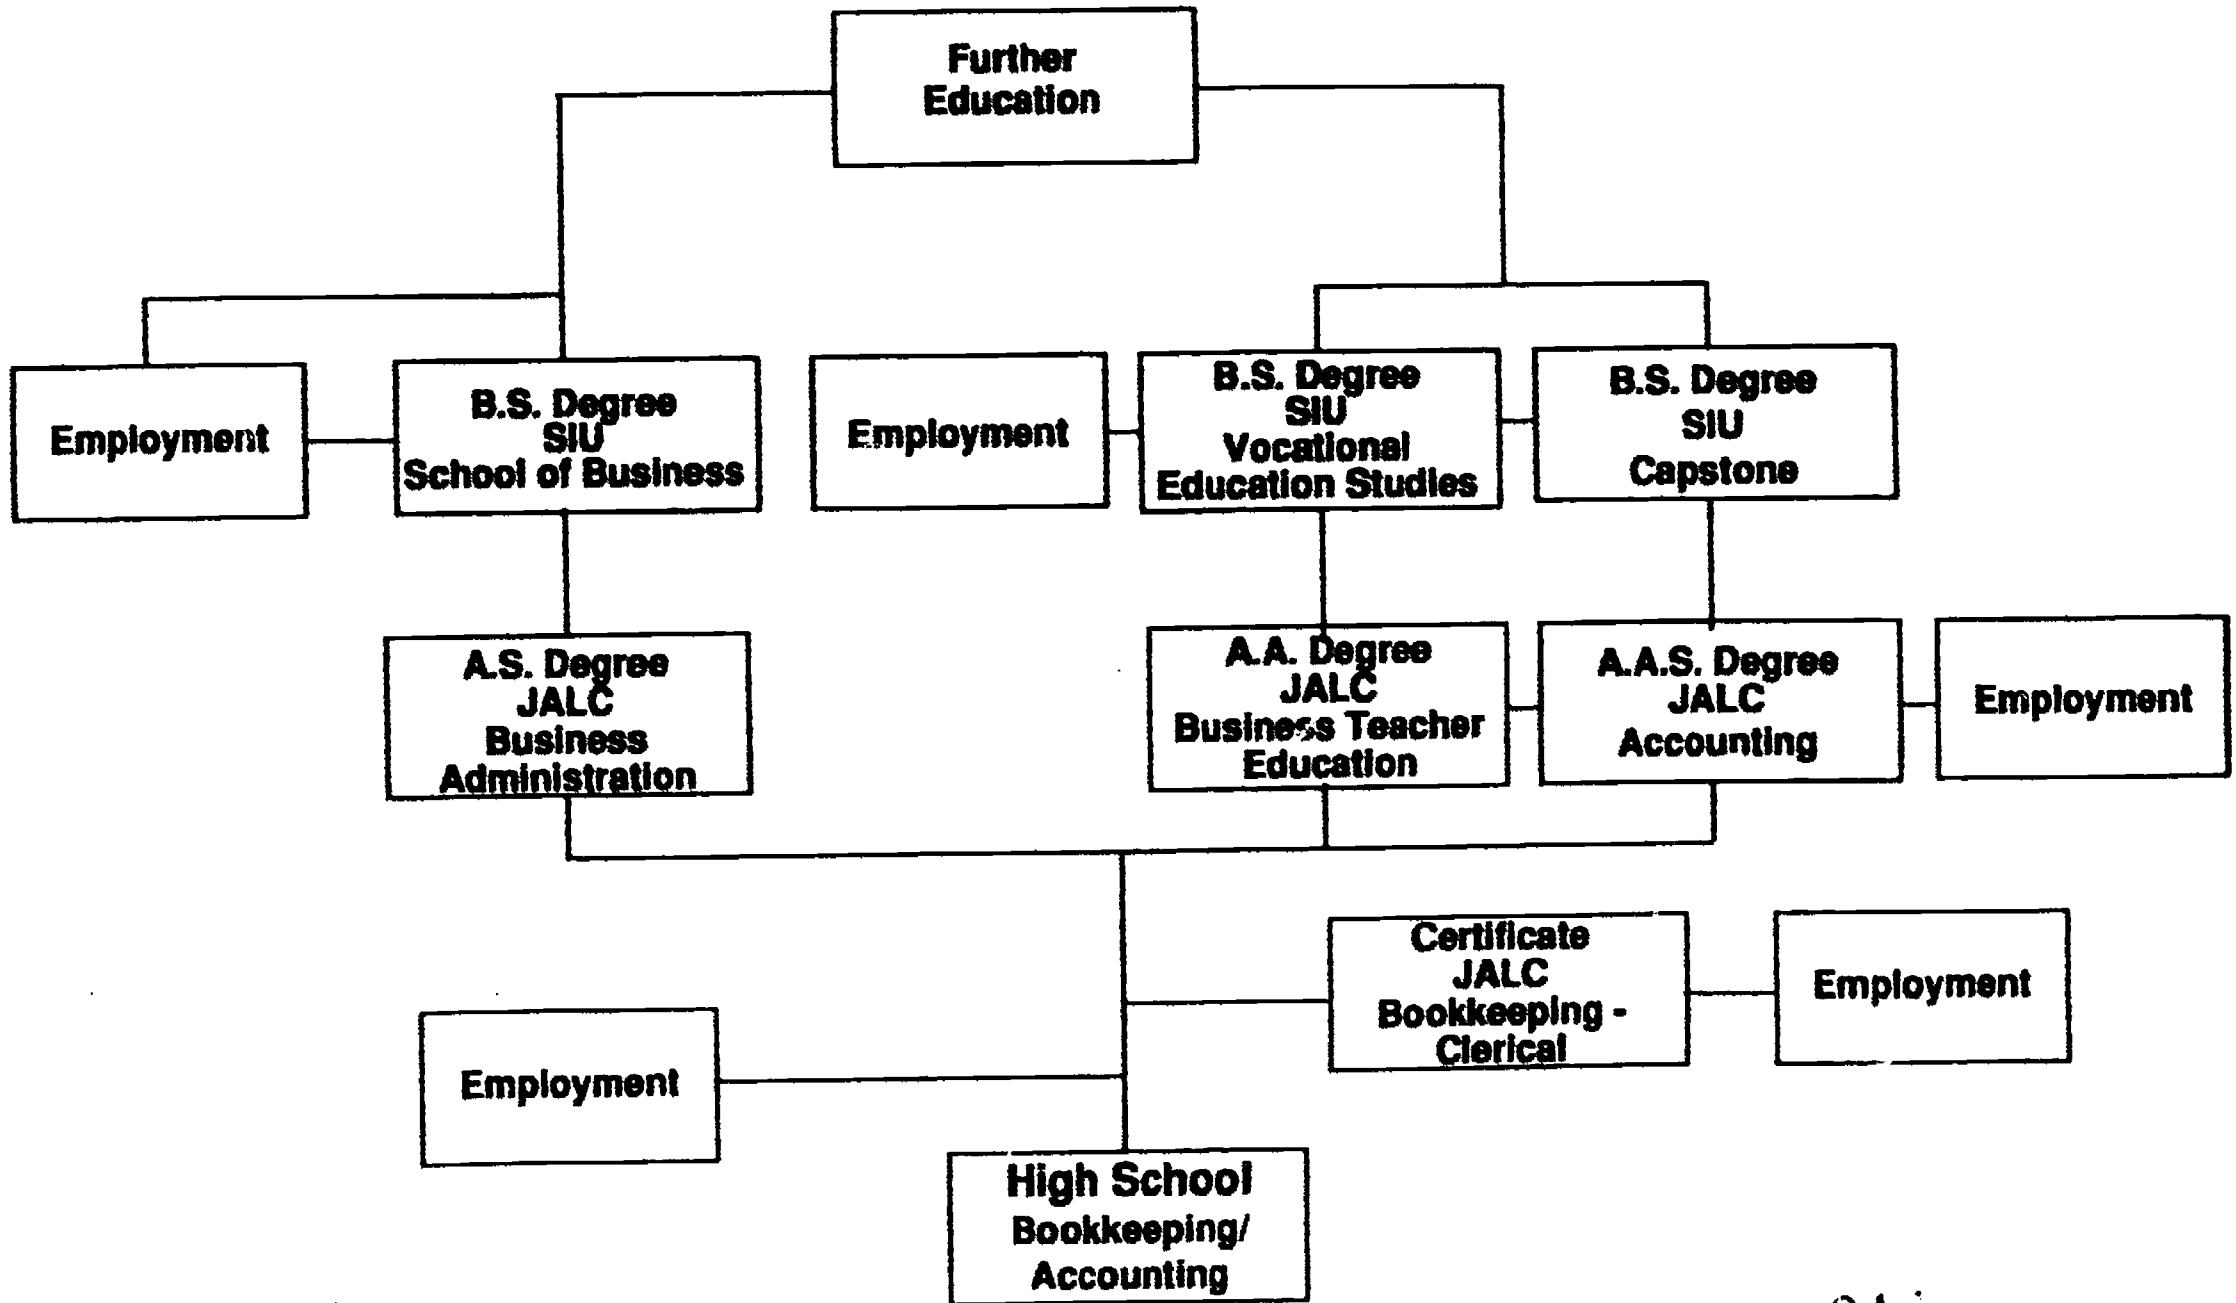 Further
Education
Employment
B.S. Degree
SIU
School of Business
Employment
B.S. Degree
SIU
Vocational
Education Studies
B.S. Degree
SIU
Capstone
A.S. Degree
JALC
Business
Administration
A.A. Degree
JALC
Business Teacher
Education
A.A.S. Degree
JALC
Accounting
Employment
Certificate
JALC
Bookkeeping -
Clerical
Employment
Employment
High School
Bookkeeping/
Accounting